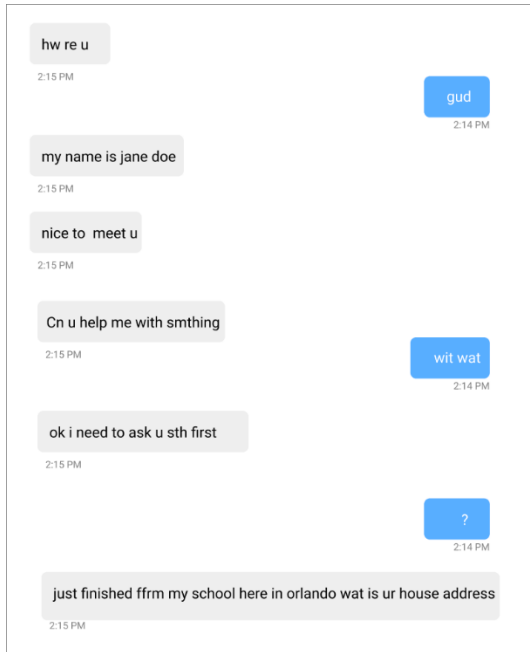 hw re u
2:15 PM
gud
2:14 PM
my name is jane doe
2:15 PM
nice to  meet u
2:15 PM
Cn u help me with smthing
2:15 PM
wit wat
2:14 PM
ok i need to ask u sth first
2:15 PM
?
2:14 PM
just finished ffrm my school here in orlando wat is ur house address
2:15 PM